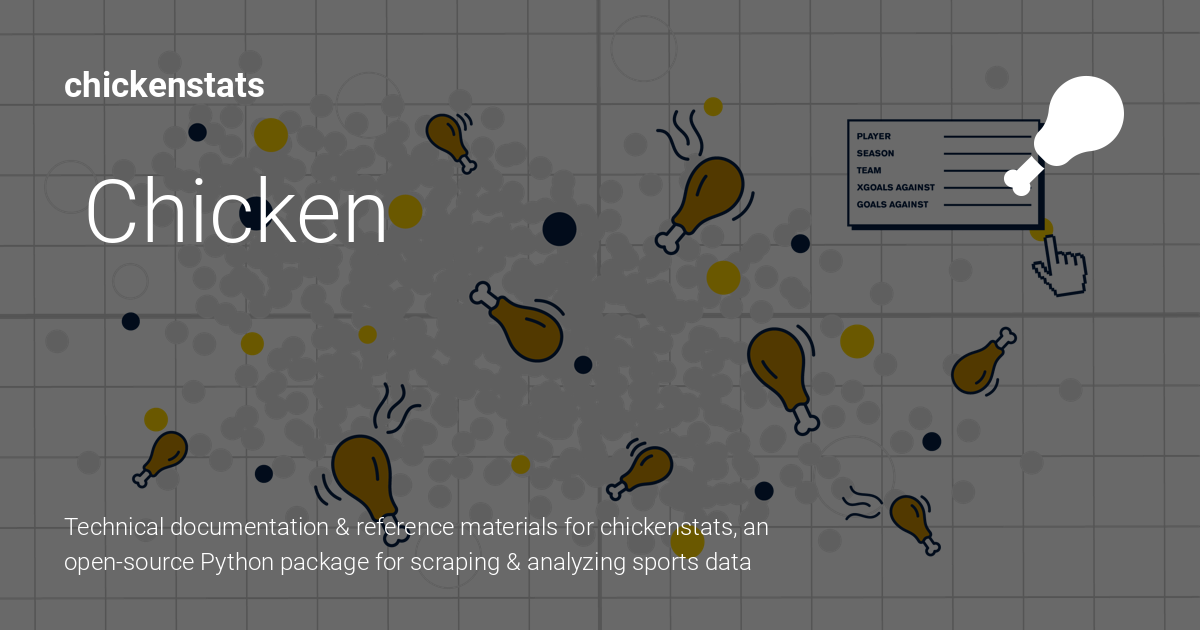 chickenstats
Chicken
PLAYER
SEASON
TEAM
XGOALS AGAINST
GOALS AGAINST
Technical documentation & reference materials for chickenstats, an
open-source Python package for scraping & analyzing sports data